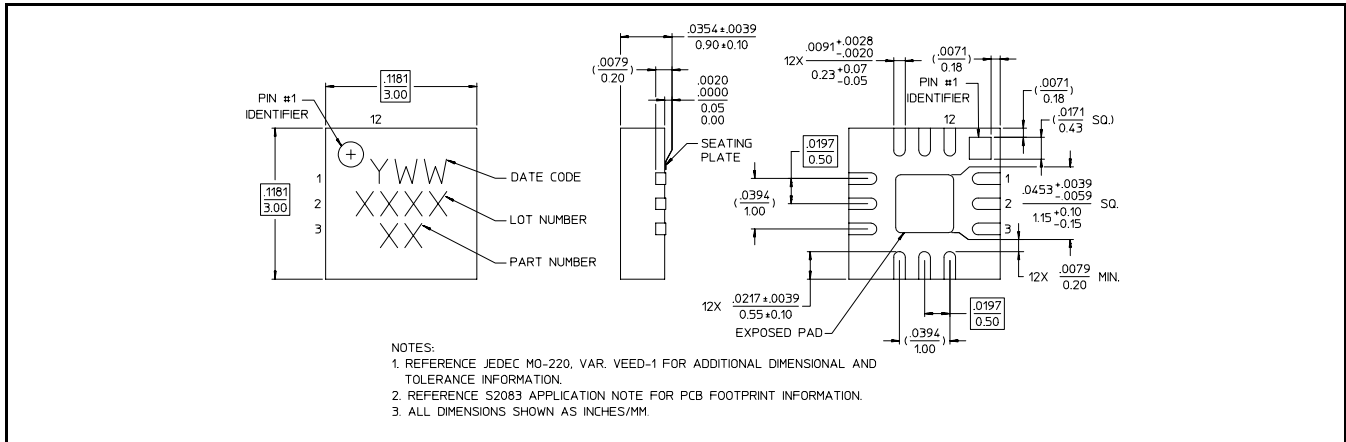 .1181
3.00
PIN #1
IDENTIFIER
12
.1181
3.00
1
2
3
YWW
XXXX
XX
DATE CODE
LOT NUMBER
PART NUMBER
.0354±.0039
0.90±0.10
(.0079
0.20)
.0020
.0000
0.05
0.00
SEATING
PLATE
12X .0091 +.0028
-.0020
0.23 +0.07
-0.05
(.0071
0.18)
PIN #1
IDENTIFIER
12
(.0071
0.18)
(.0171
0.43 SQ.)
.0197
0.50
(.0394
1.00)
1
2
3
.0453 +.0039
-.0059 SQ.
1.15 +0.10
-0.15
12X .0079
0.20 MIN.
12X .0217±.0039
0.55±0.10
EXPOSED PAD
(.0394
1.00)
.0197
0.50
NOTES:
1. REFERENCE JEDEC MO-220, VAR. VEED-1 FOR ADDITIONAL DIMENSIONAL AND
TOLERANCE INFORMATION.
2. REFERENCE S2083 APPLICATION NOTE FOR PCB FOOTPRINT INFORMATION.
3. ALL DIMENSIONS SHOWN AS INCHES/MM.